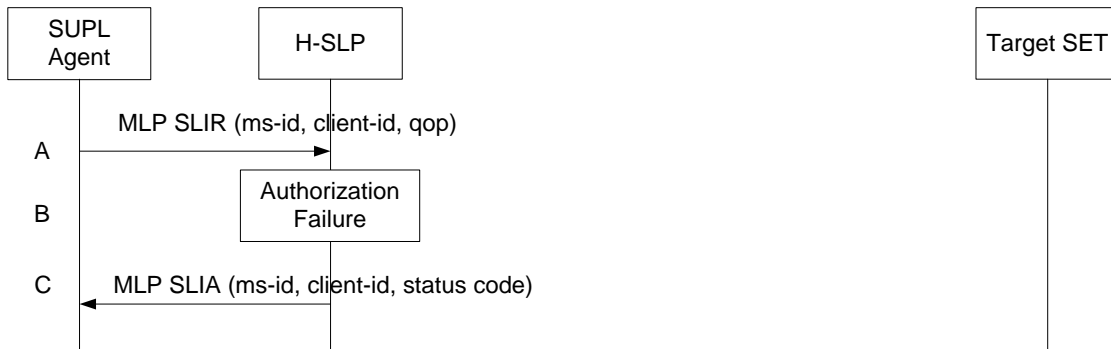 SUPL
Agent
H-SLP
Target SET
MLP SLIR (ms-id, client-id, qop)
A
B
Authorization
Failure
C
MLP SLIA (ms-id, client-id, status code)